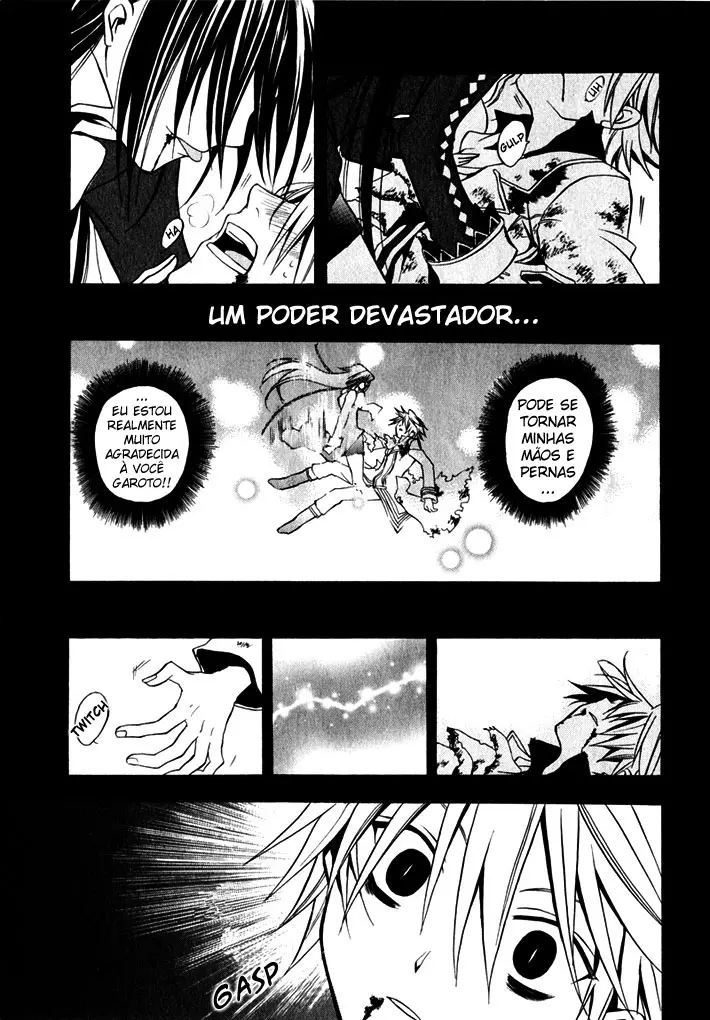 UH
GULP
HA
UM PODER DEVASTADOR...
PODE SE
TORNAR
MINHAS
MÃOS E
PERNAS
...
...
EU ESTOU
REALMENTE
MUITO
AGRADECIDA
À VOCÊ
GAROTO!!
TWITCH
GASP